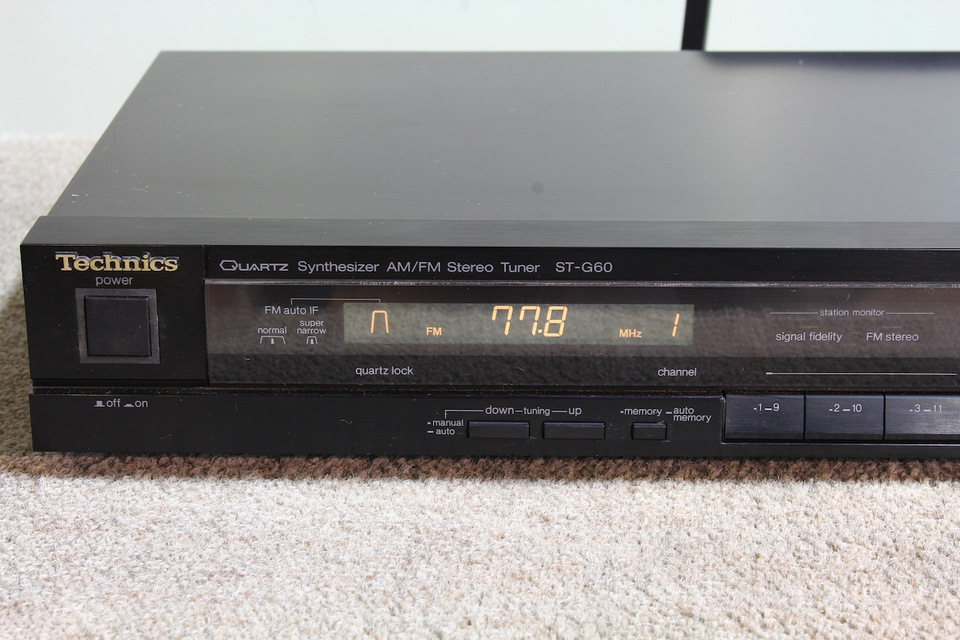 Technics
power
QUARTZ Synthesizer AM/FM Stereo Tuner ST-G60
FM auto IF
normal
super
narrow
FM
77.8
MHz
1
station monitor
signal fidelity
FM stereo
quartz lock
channel
off
on
manual
auto
down — tuning — up
memory
auto
memory
1 – 9
2 – 10
3 – 11